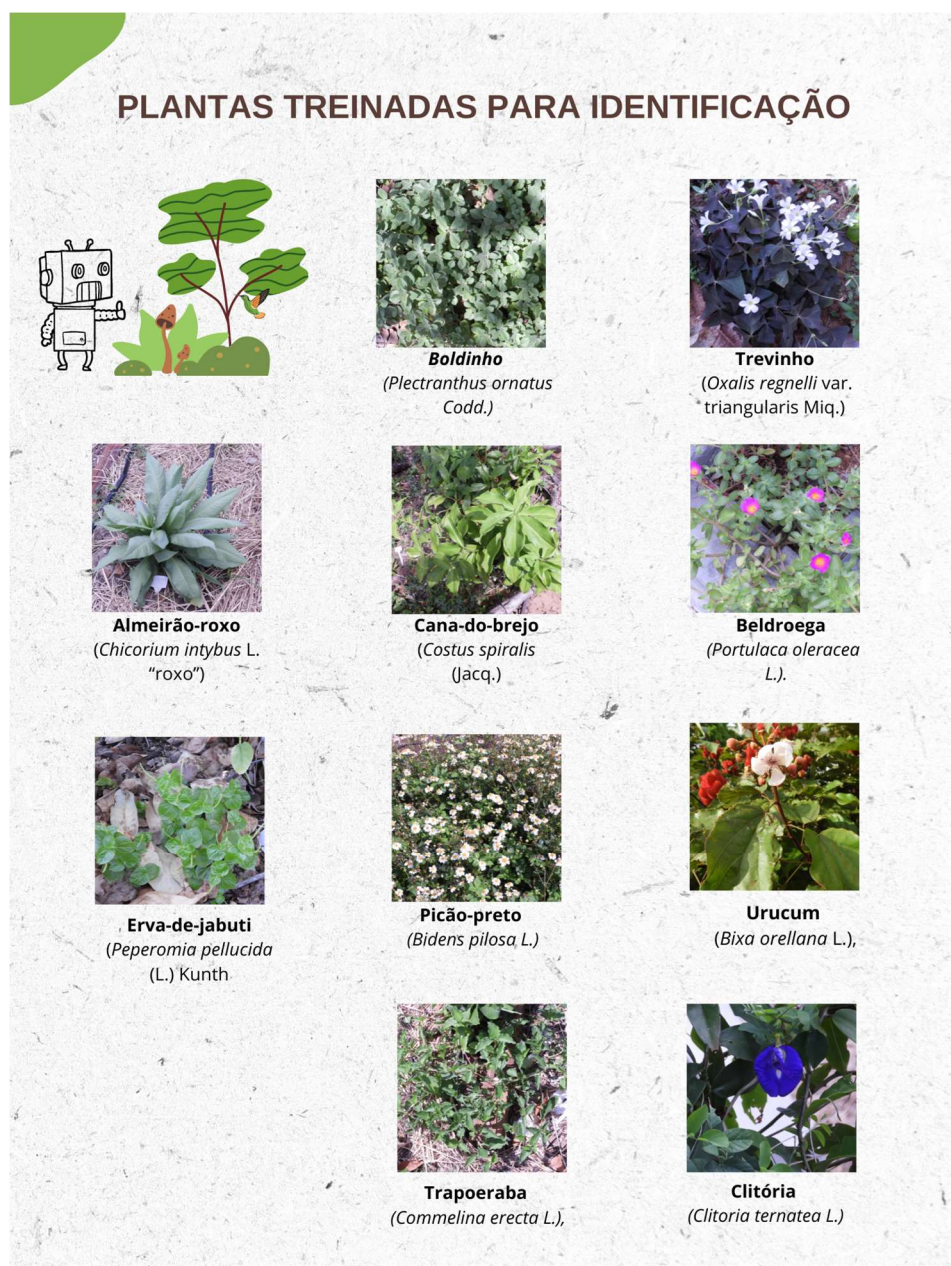 PLANTAS TREINADAS PARA IDENTIFICAÇÃO
Boldinho
(Plectranthus ornatus
Codd.)
Trevinho
(Oxalis regnelli var.
triangularis Miq.)
Almeirão-roxo
(Chicorium intybus L.
“roxo”)
Cana-do-brejo
(Costus spiralis
(Jacq.)
Beldroega
(Portulaca oleracea
L.).
Erva-de-jabuti
(Peperomia pellucida
(L.) Kunth
Picão-preto
(Bidens pilosa L.)
Urucum
(Bixa orellana L.),
Trapoeraba
(Commelina erecta L.),
Clitória
(Clitoria ternatea L.)